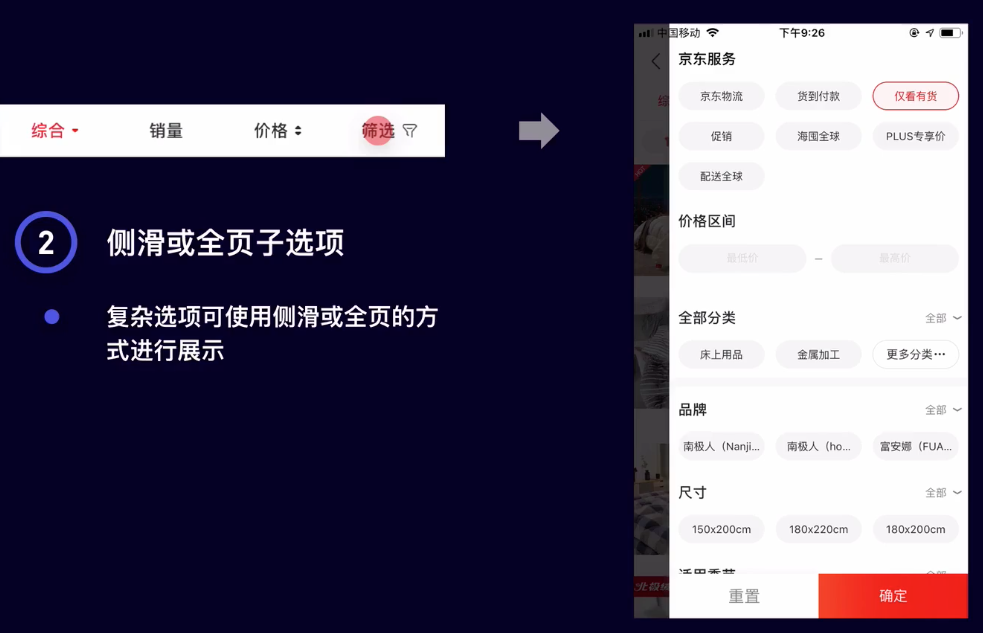 综合 销量 价格 筛选
2 侧滑或全页子选项
复杂选项可使用侧滑或全页的方
式进行展示
中国移动 下午9:26
京东服务
京东物流 货到付款 仅看有货
促销 海囤全球 PLUS专享价
配送全球
价格区间
最低价 – 最高价
全部分类 全部
床上用品 金属加工 更多分类···
品牌 全部
南极人（Nanji... 南极人（ho... 富安娜（FUA...
尺寸 全部
150x200cm 180x220cm 180x200cm
适用季节 全部
重置 确定